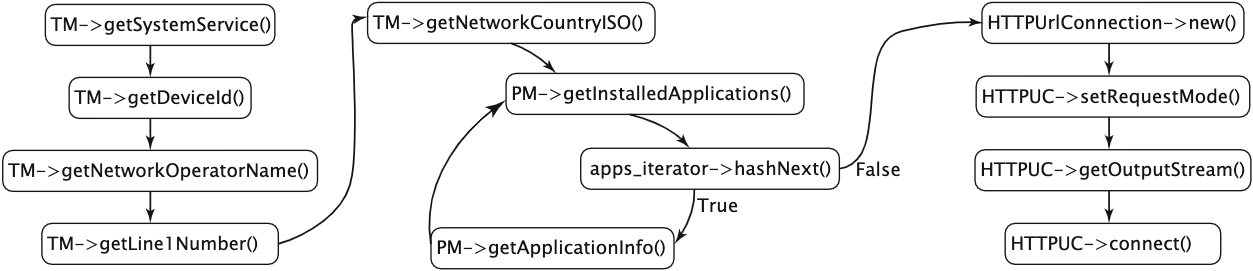 TM->getSystemService()
TM->getDeviceId()
TM->getNetworkOperatorName()
TM->getLine1Number()
TM->getNetworkCountryISO()
PM->getInstalledApplications()
apps_iterator->hashNext()
True
False
PM->getApplicationInfo()
HTTPUrlConnection->new()
HTTPUC->setRequestMode()
HTTPUC->getOutputStream()
HTTPUC->connect()